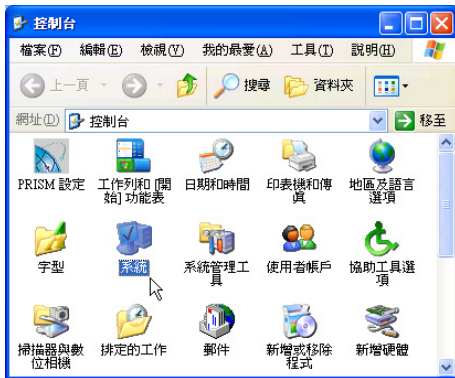 控制台
檔案(F) 編輯(E) 檢視(V) 我的最愛(A) 工具(T) 說明(H)
上一頁 搜尋 資料夾
網址(D) 控制台 移至
PRISM 設定 工作列和 [開始] 功能表 日期和時間 印表機和傳真 地區及語言選項
字型 系統 系統管理工具 使用者帳戶 協助工具選項
掃描器與數位相機 排定的工作 郵件 新增或移除程式 新增硬體